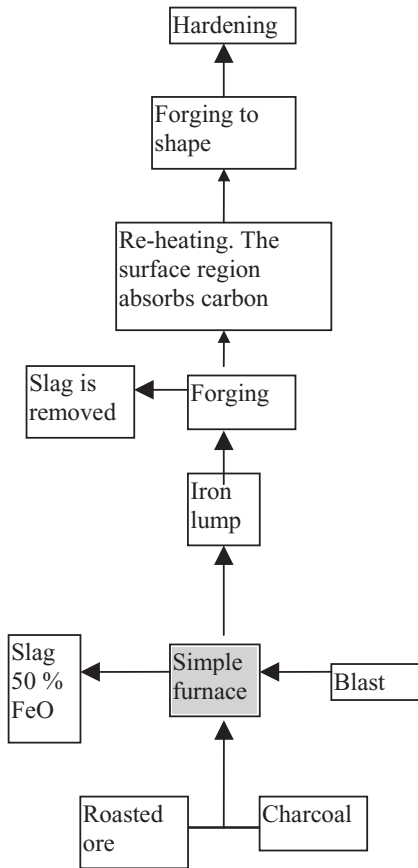 Hardening
Forging to
shape
Re-heating. The
surface region
absorbs carbon
Slag is
removed
Forging
Iron
lump
Slag
50 %
FeO
Simple
furnace
Blast
Roasted
ore
Charcoal